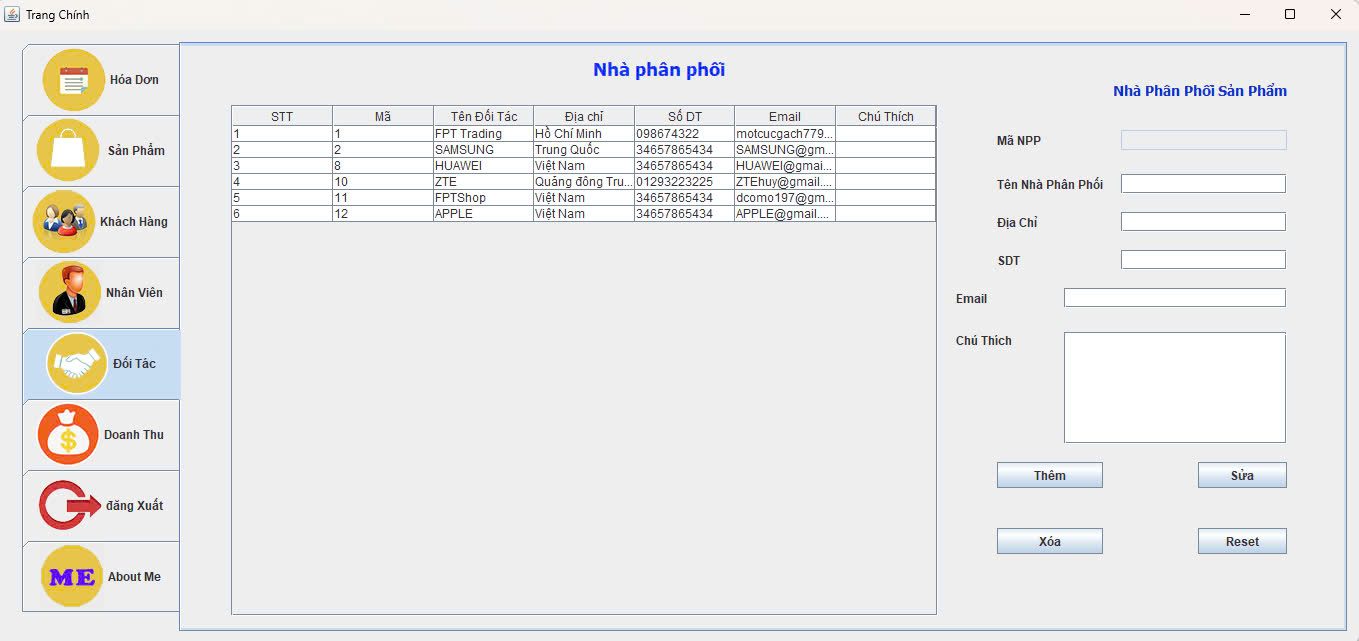 Trang Chính
Hóa Dơn
Sản Phẩm
Khách Hàng
Nhân Viên
Đối Tác
Doanh Thu
đăng Xuất
ME About Me
Nhà phân phối
STT Mã Tên Đối Tác Địa chỉ Số DT Email Chú Thích
1 1 FPT Trading Hồ Chí Minh 098674322 motcucgach779...
2 2 SAMSUNG Trung Quốc 34657865434 SAMSUNG@gm...
3 8 HUAWEI Việt Nam 34657865434 HUAWEI@gmai...
4 10 ZTE Quảng đông Tru... 01293223225 ZTEhuy@gmail....
5 11 FPTShop Việt Nam 34657865434 dcomo197@gm...
6 12 APPLE Việt Nam 34657865434 APPLE@gmail....
Nhà Phân Phối Sản Phẩm
Mã NPP
Tên Nhà Phân Phối
Địa Chỉ
SDT
Email
Chú Thích
Thêm Sửa
Xóa Reset